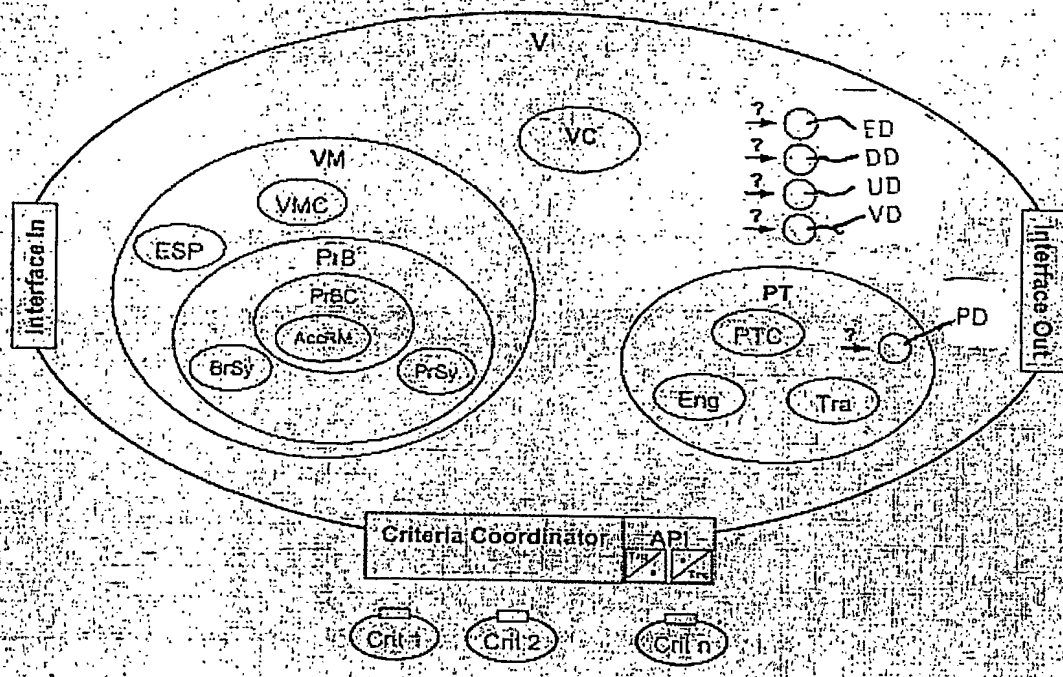 V
VC
? ED
? DD
? UD
? VD
VM
VMC
ESP
PrB
PrBC
AccRM
BrSy
PrSy
Interface In
Interface Out
PT
PTC
? PD
Eng
Tra
Criteria Coordinator
API
Crit 1
Crit 2
Crit n